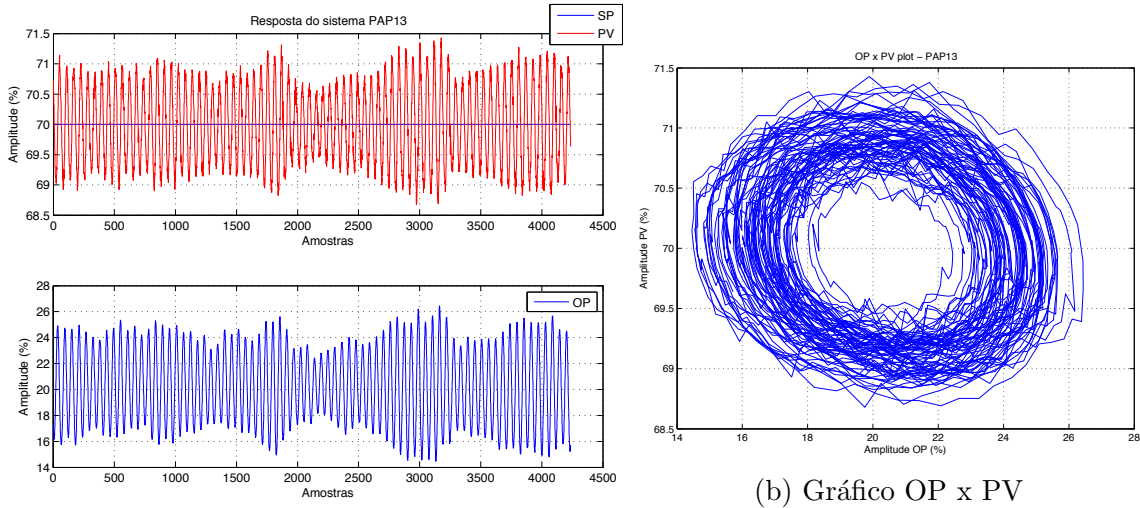 Resposta do sistema PAP13
SP
PV
Amplitude (%)
71.5
71
70.5
70
69.5
69
68.5
0 500 1000 1500 2000 2500 3000 3500 4000 4500
Amostras
OP
Amplitude (%)
28
26
24
22
20
18
16
14
0 500 1000 1500 2000 2500 3000 3500 4000 4500
Amostras
OP x PV plot − PAP13
Amplitude PV (%)
71.5
71
70.5
70
69.5
69
68.5
14 16 18 20 22 24 26 28
Amplitude OP (%)
(b) Gráfico OP x PV